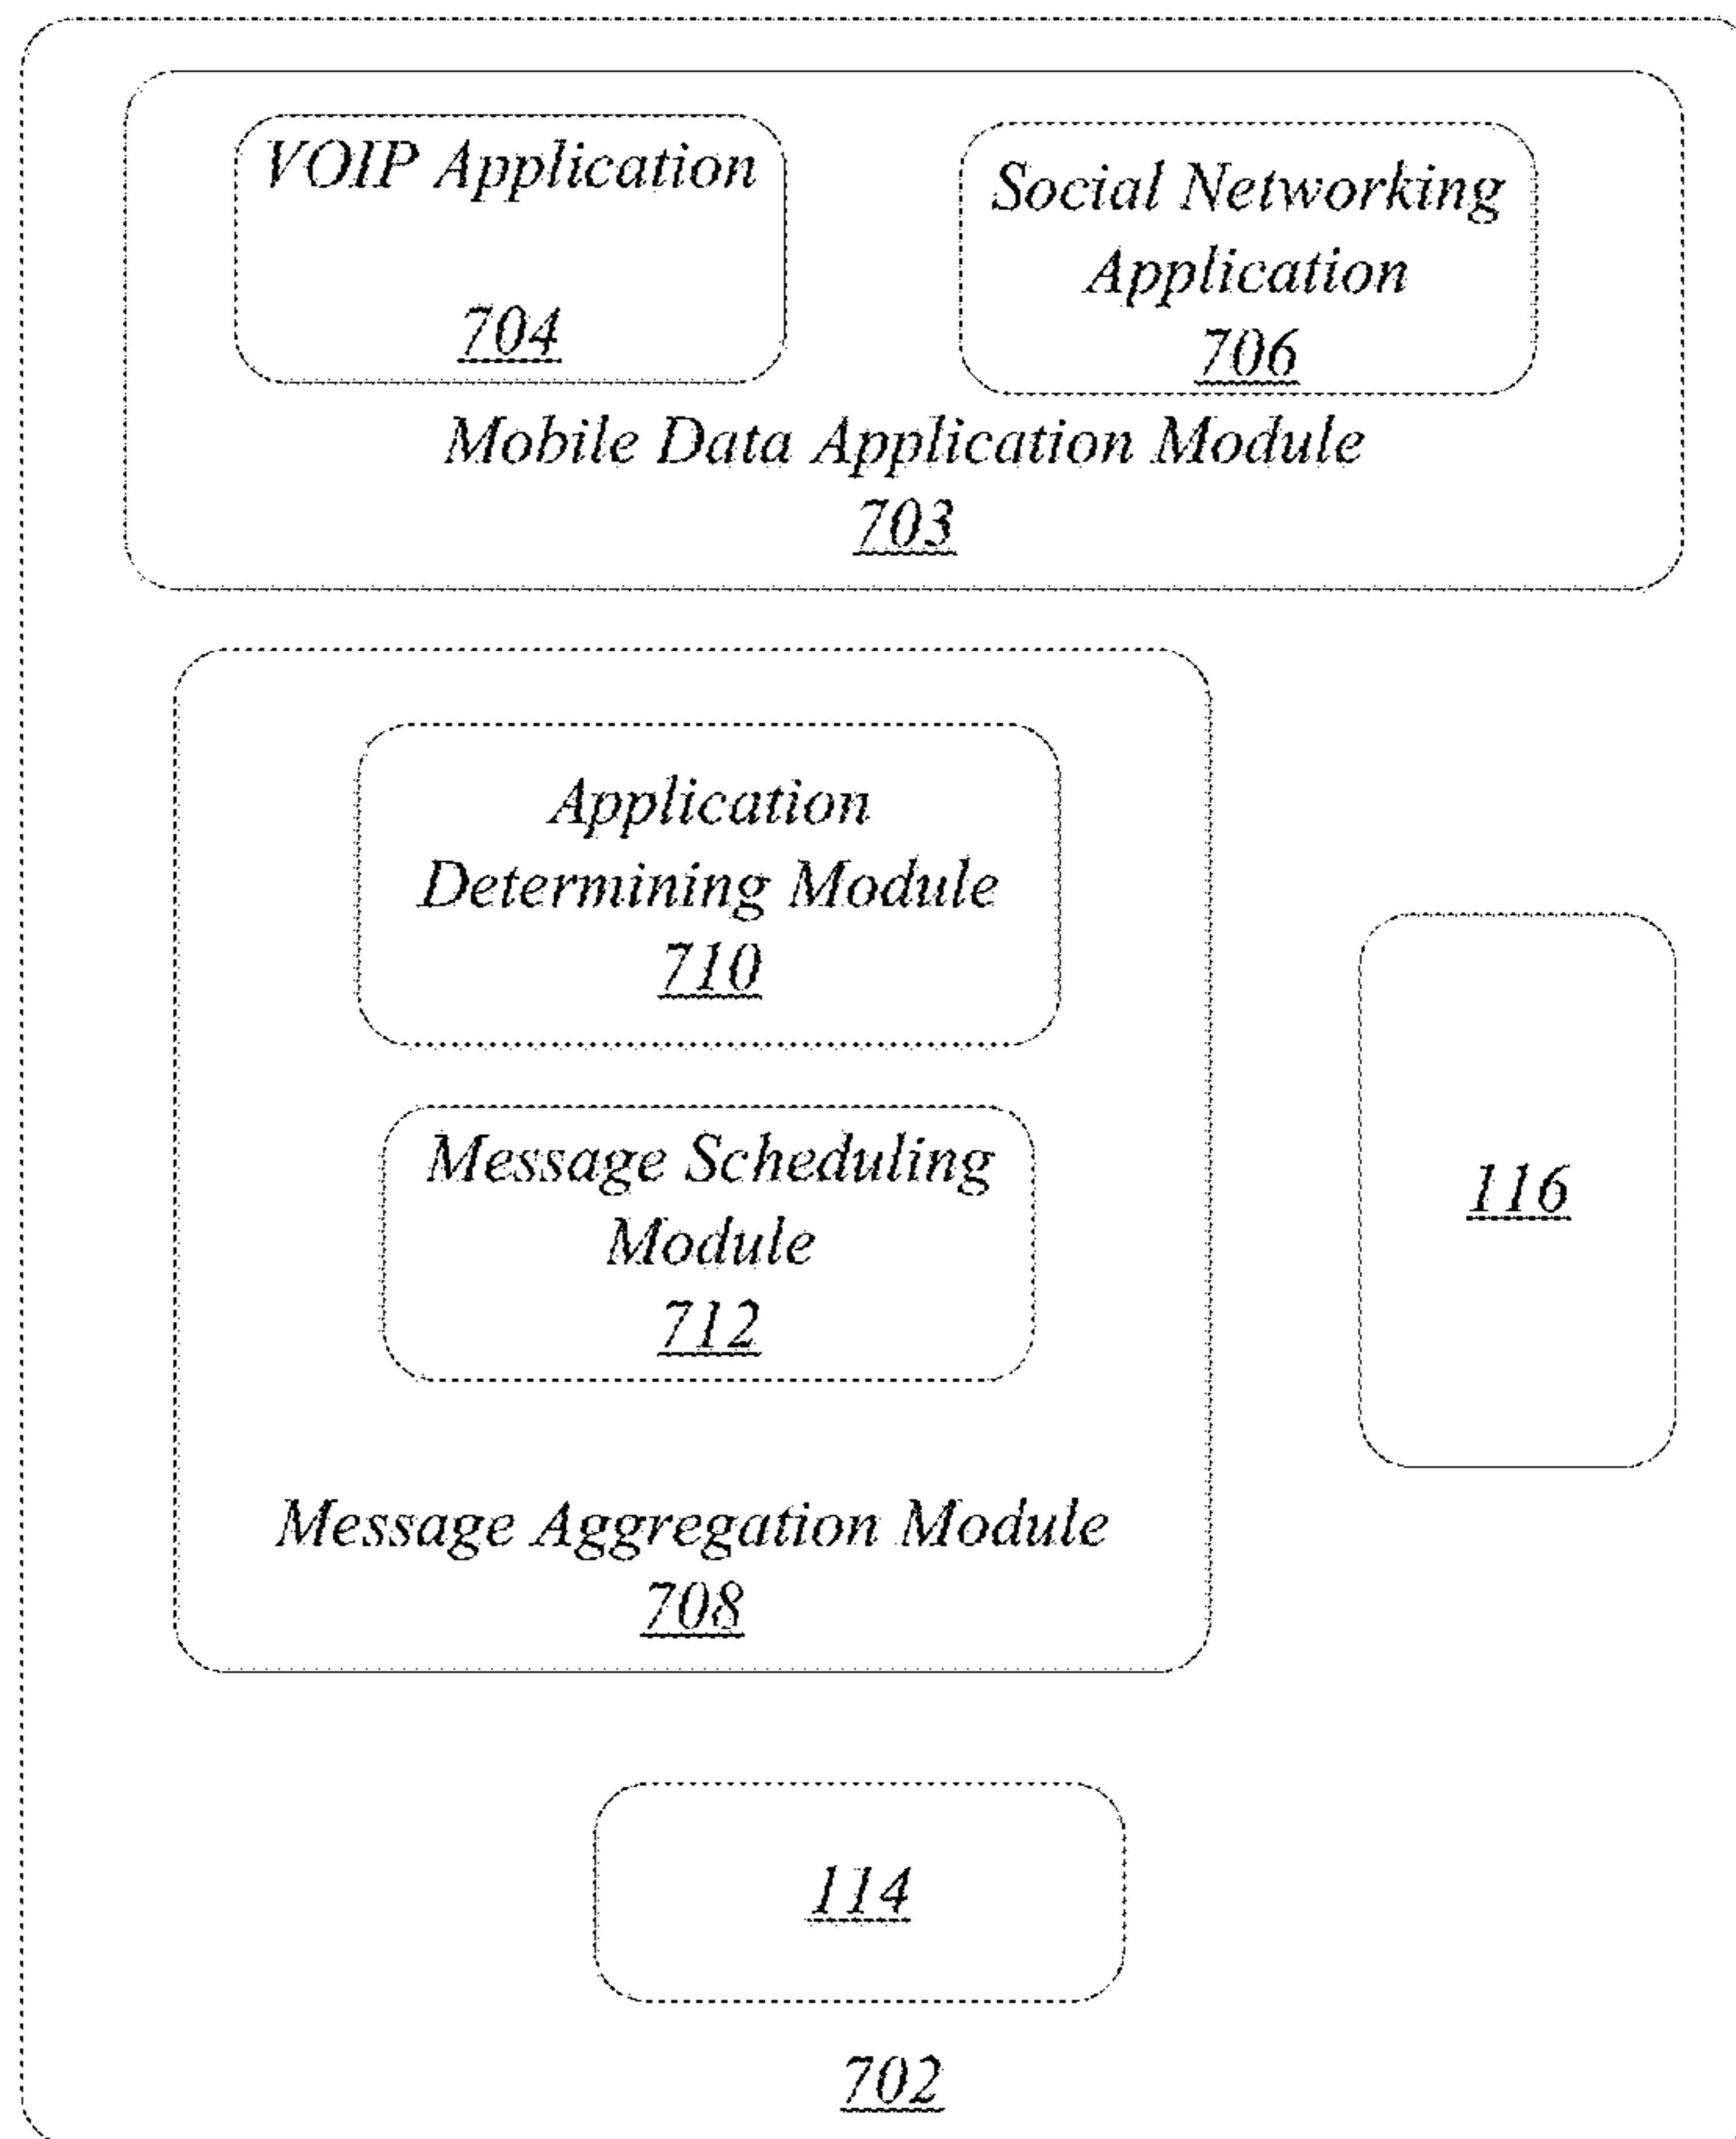 VOIP Application
704
Social Networking
Application
706
Mobile Data Application Module
703
Application
Determining Module
710
Message Scheduling
Module
712
Message Aggregation Module
708
116
114
702